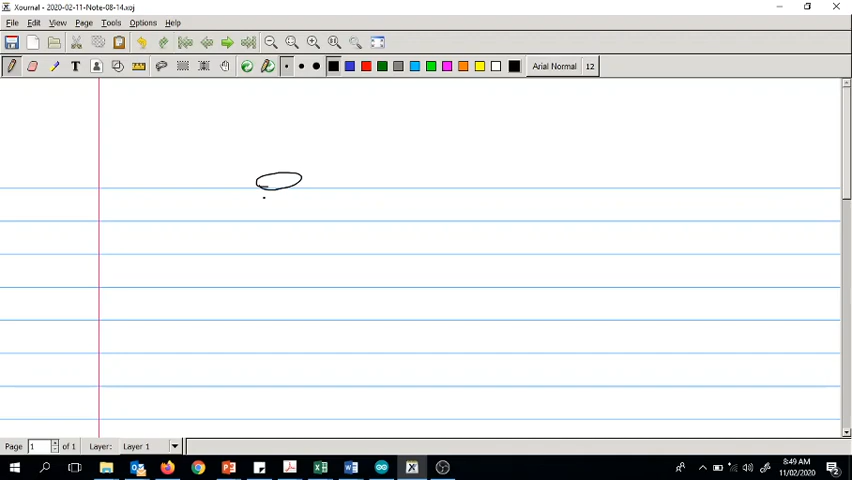 Xournal - 2020-02-11-Note-08-14.xoj
File Edit View Page Tools Options Help
Arial Normal 12
Page 1 of 1 Layer: Layer 1
8:49 AM
11/02/2020